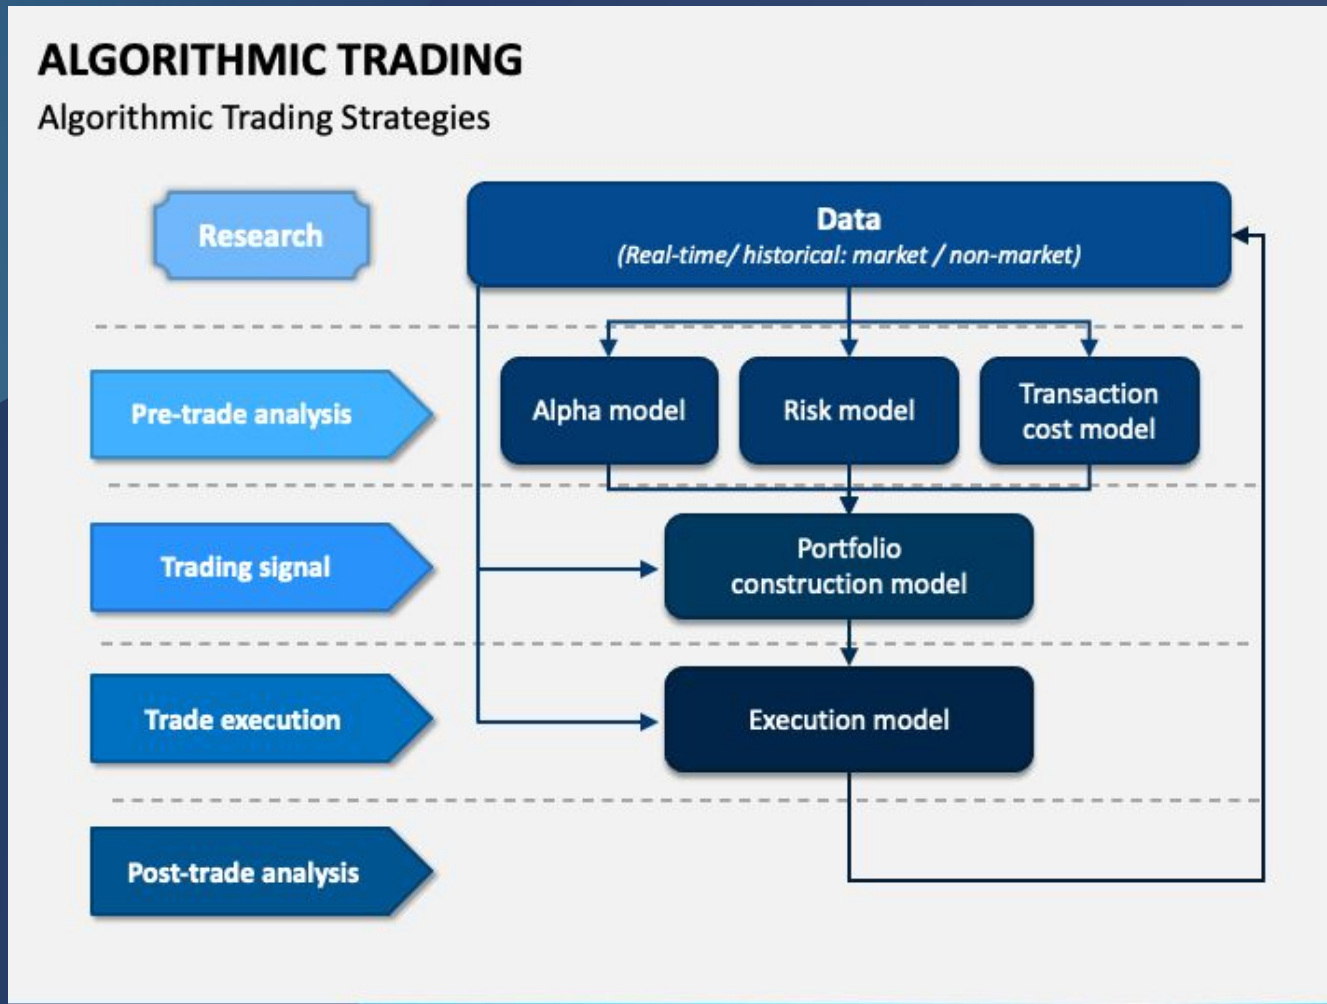 ALGORITHMIC TRADING
Algorithmic Trading Strategies
Research
Data
(Real-time/ historical: market / non-market)
Pre-trade analysis
Alpha model
Risk model
Transaction
cost model
Trading signal
Portfolio
construction model
Trade execution
Execution model
Post-trade analysis